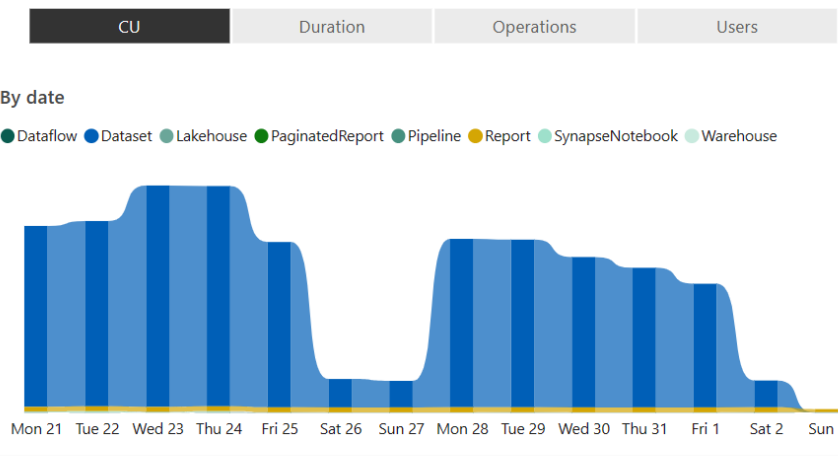 CU Duration Operations Users
By date
Dataflow Dataset Lakehouse PaginatedReport Pipeline Report SynapseNotebook Warehouse
Mon 21 Tue 22 Wed 23 Thu 24 Fri 25 Sat 26 Sun 27 Mon 28 Tue 29 Wed 30 Thu 31 Fri 1 Sat 2 Sun